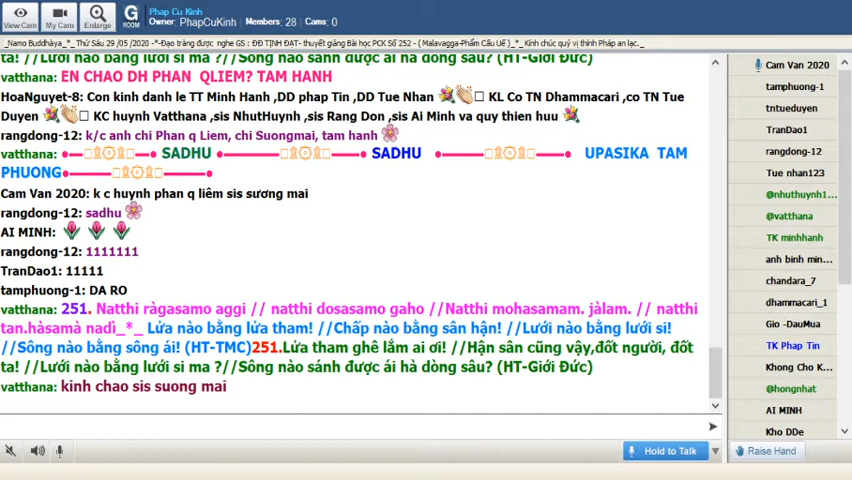 Phap Cu Kinh
Owner: PhapCuKinh Members: 28 Cams: 0
View Cam My Cam Enlarge G ROOM
_Namo Buddhàya_*_ Thứ Sáu 29 /05 /2020 -*-Đạo tràng được nghe GS : ĐĐ TỊNH ĐẠT- thuyết giảng Bài học PCK Số 252 - ( Malavagga-Phẩm Cấu Uế )_*_ Kính chúc quý vị thính Pháp an lạc._
ta! //Lưới nào bằng lưới si ma ?//Sông nào sánh được ái hà dòng sâu? (HT-Giới Đức)
vatthana: EN CHAO DH PHAN QLIEM? TAM HANH
HoaNguyet-8: Con kinh danh le TT Minh Hanh ,DD phap Tin ,DD Tue Nhan KL Co TN Dhammacari ,co TN Tue
Duyen KC huynh Vatthana ,sis NhutHuynh ,sis Rang Don ,sis Ai Minh va quy thien huu
rangdong-12: k/c anh chi Phan q Liem, chi Suongmai, tam hanh
vatthana: SADHU SADHU UPASIKA TAM
PHUONG
Cam Van 2020: k c huynh phan q liêm sis sương mai
rangdong-12: sadhu
AI MINH:
rangdong-12: 1111111
TranDao1: 11111
tamphuong-1: DA RO
vatthana: 251. Natthi ràgasamo aggi // natthi dosasamo gaho //Natthi mohasamam. jàlam. // natthi
tan.hàsamà nadì_*_ Lửa nào bằng lửa tham! //Chấp nào bằng sân hận! //Lưới nào bằng lưới si!
//Sông nào bằng sông ái! (HT-TMC)251.Lửa tham ghê lắm ai ơi! //Hận sân cũng vậy,đốt người, đốt
ta! //Lưới nào bằng lưới si ma ?//Sông nào sánh được ái hà dòng sâu? (HT-Giới Đức)
vatthana: kinh chao sis suong mai
Hold to Talk
Cam Van 2020
tamphuong-1
tntueduyen
TranDao1
rangdong-12
Tue nhan123
@nhuthuynh1...
@vatthana
TK minhhanh
anh binh min...
chandara_7
dhammacari_1
Gio -DauMua
TK Phap Tin
Khong Cho K...
@hongnhat
AI MINH
Kho DDe
Raise Hand